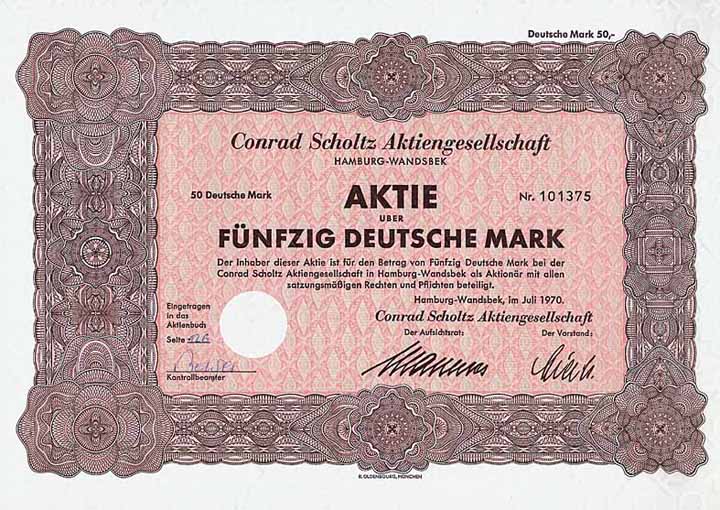 Deutsche Mark 50,-
Conrad Scholtz Aktiengesellschaft
HAMBURG-WANDSBEK
50 Deutsche Mark
AKTIE
Nr. 101375
UBER
FÜNFZIG DEUTSCHE MARK
Der Inhaber dieser Aktie ist für den Betrag von Fünfzig Deutsche Mark bei der
Conrad Scholtz Aktiengesellschaft in Hamburg-Wandsbek als Aktionär mit allen
satzungsmäßigen Rechten und Pflichten beteiligt.
Hamburg-Wandsbek, im Juli 1970.
Eingetragen
in das
Aktienbuch
Seite
Kontrollbeamter
Conrad Scholtz Aktiengesellschaft
Der Aufsichtsrat:
Der Vorstand:
R. OLDENBOURG, MÜNCHEN